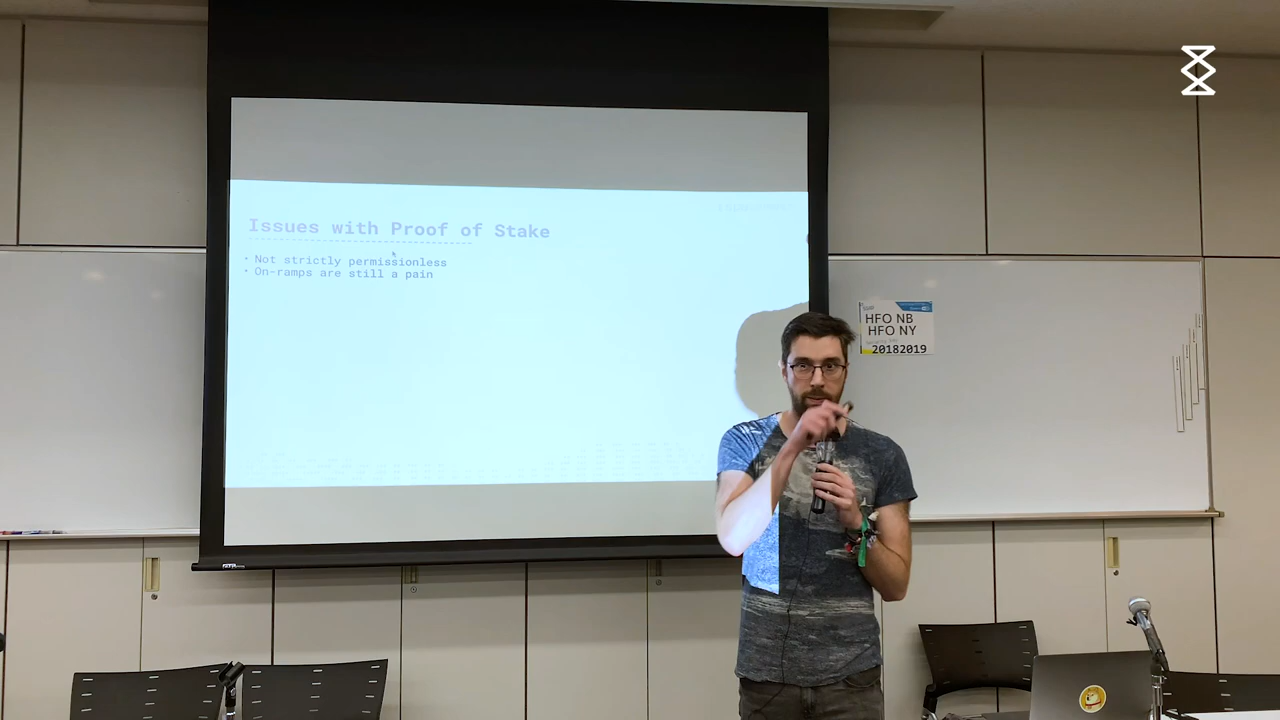 Issues with Proof of Stake
• Not strictly permissionless
• On-ramps are still a pain
HFO NB
HFO NY
20182019